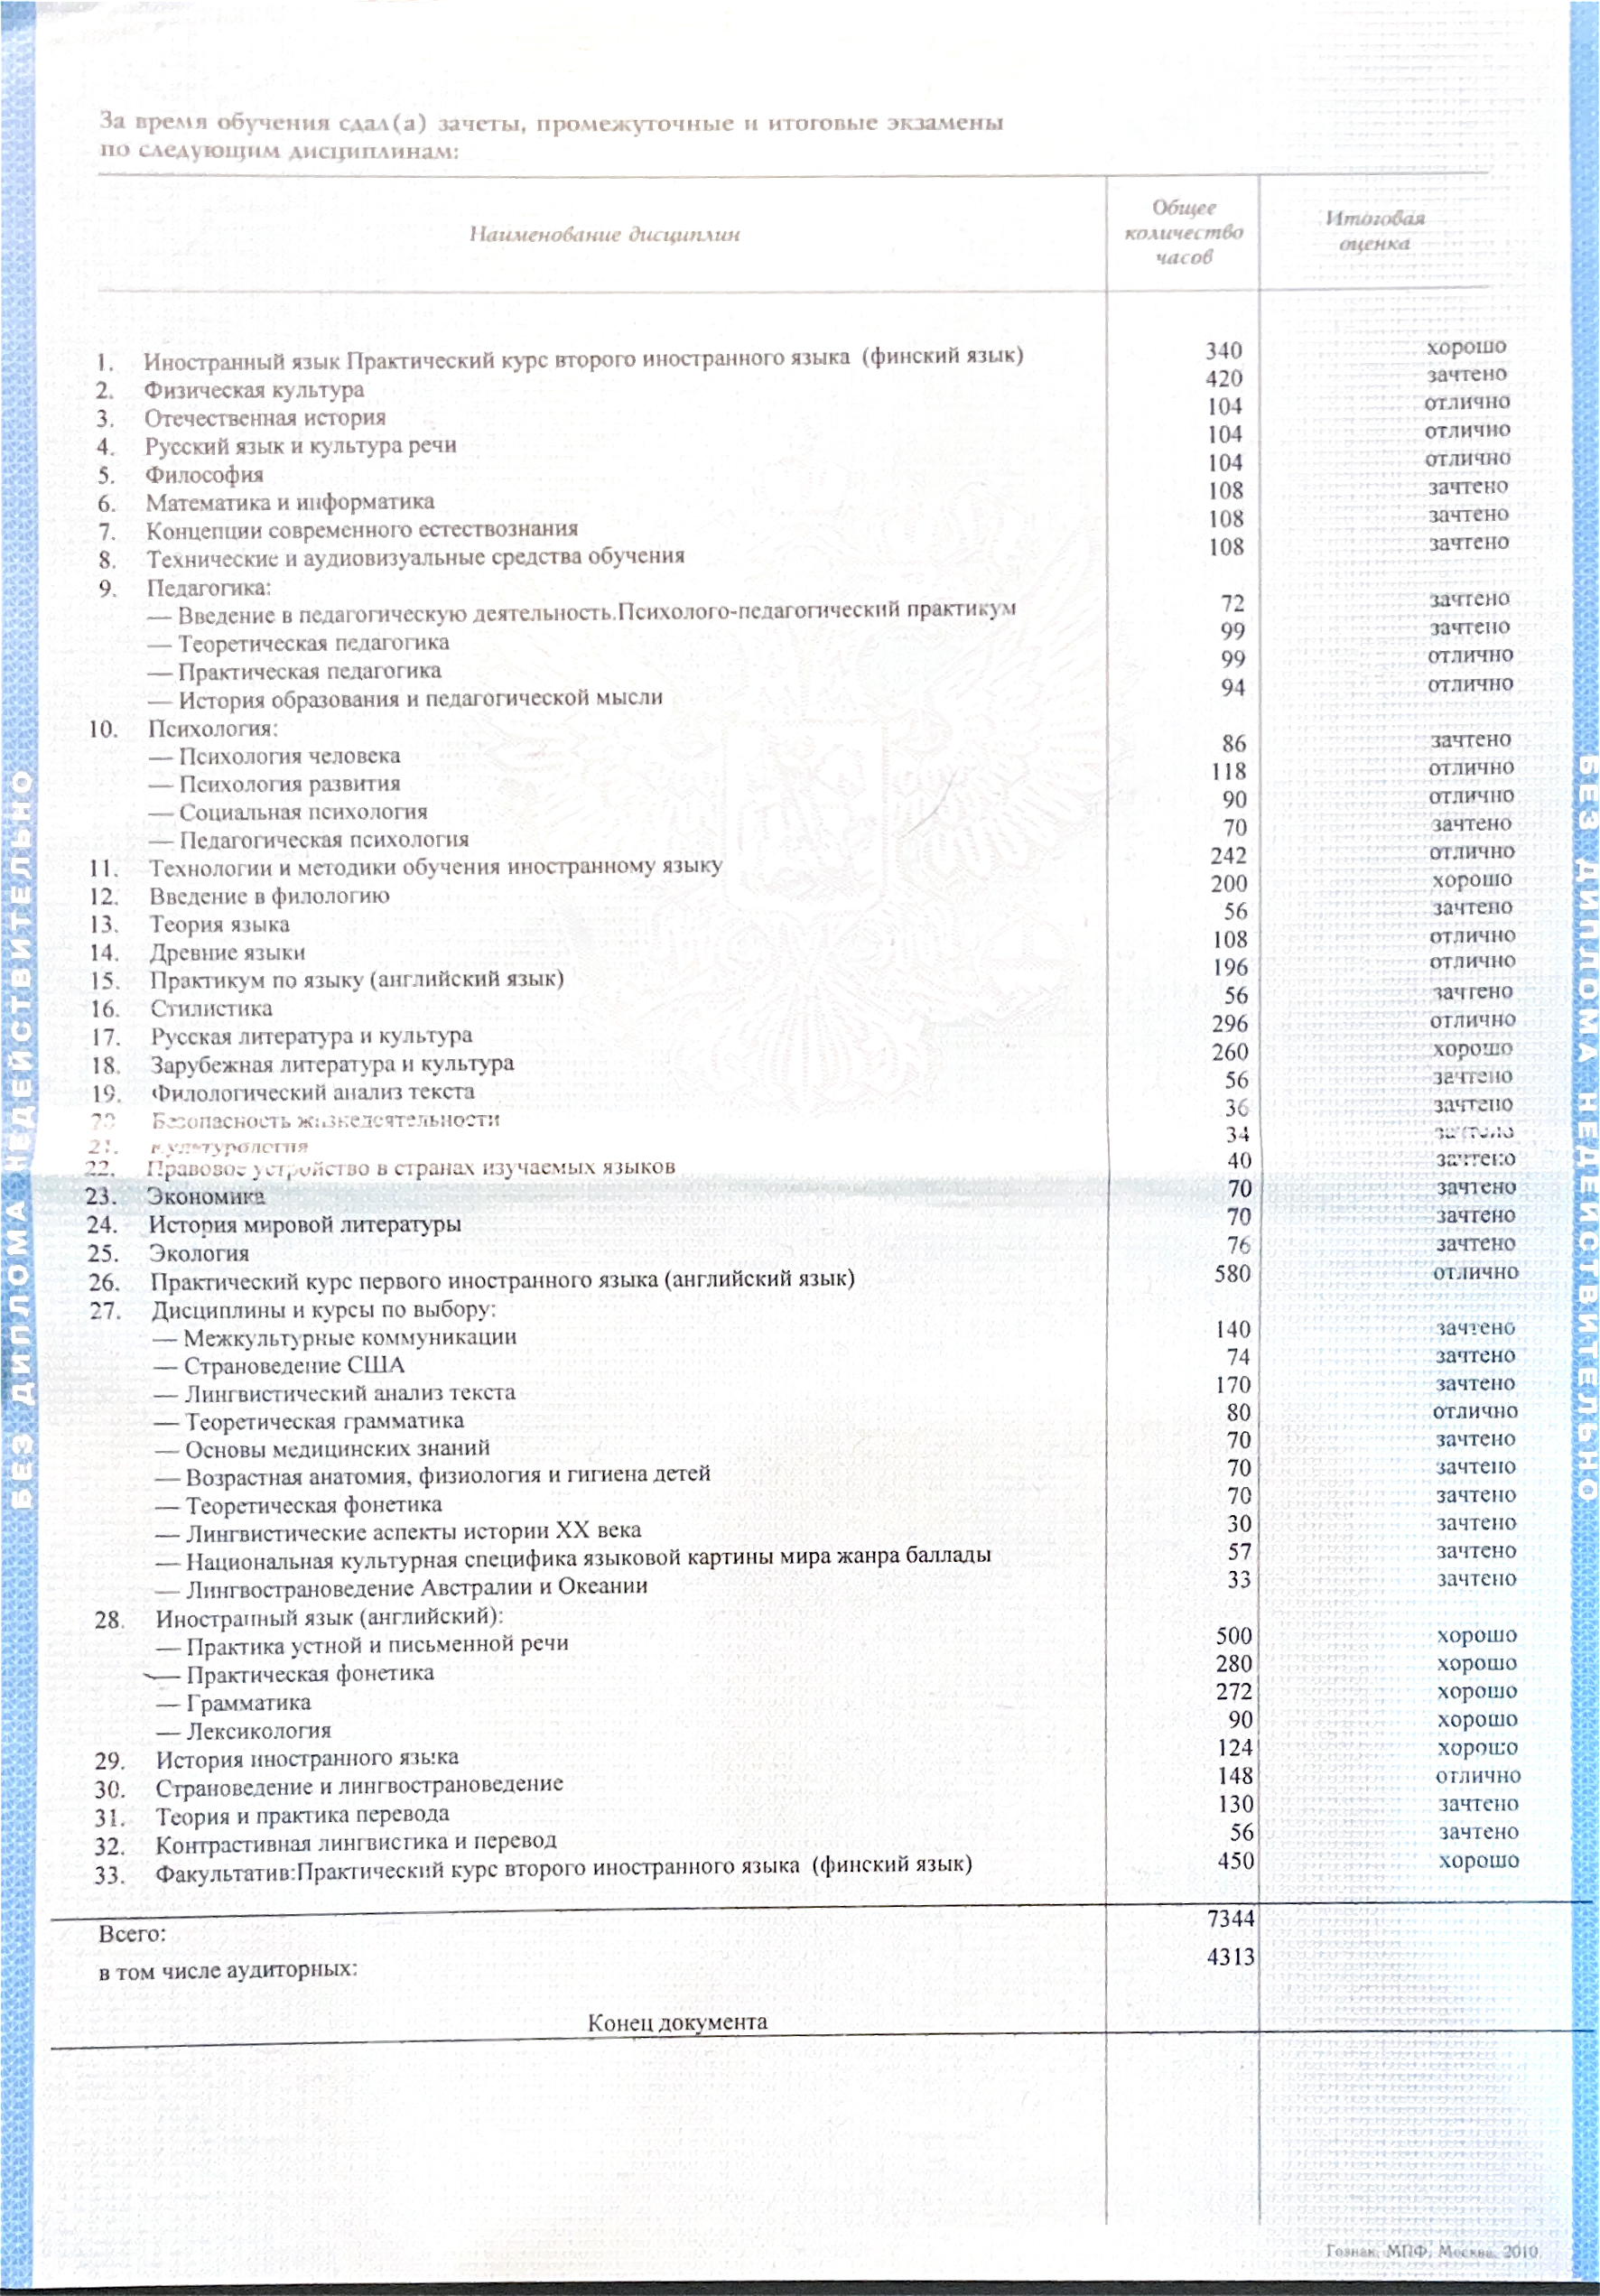 За время обучения сдал(а) зачеты, промежуточные и итоговые экзамены
по следующим дисциплинам:
Наименование дисциплин
Общее количество часов
Итоговая оценка
1. Иностранный язык Практический курс второго иностранного языка (финский язык) 340 хорошо
2. Физическая культура 420 зачтено
3. Отечественная история 104 отлично
4. Русский язык и культура речи 104 отлично
5. Философия 104 отлично
6. Математика и информатика 108 зачтено
7. Концепции современного естествознания 108 зачтено
8. Технические и аудиовизуальные средства обучения 108 зачтено
9. Педагогика:
— Введение в педагогическую деятельность.Психолого-педагогический практикум 72 зачтено
— Теоретическая педагогика 99 зачтено
— Практическая педагогика 99 отлично
— История образования и педагогической мысли 94 отлично
10. Психология:
— Психология человека 86 зачтено
— Психология развития 118 отлично
— Социальная психология 90 отлично
— Педагогическая психология 70 зачтено
11. Технологии и методики обучения иностранному языку 242 отлично
12. Введение в филологию 200 хорошо
13. Теория языка 56 зачтено
14. Древние языки 108 отлично
15. Практикум по языку (английский язык) 196 отлично
16. Стилистика 56 зачтено
17. Русская литература и культура 296 отлично
18. Зарубежная литература и культура 260 хорошо
19. Филологический анализ текста 56 зачтено
20. Безопасность жизнедеятельности 36 зачтено
21. Культурология 34 зачтено
22. Правовое устройство в странах изучаемых языков 40 зачтено
23. Экономика 70 зачтено
24. История мировой литературы 70 зачтено
25. Экология 76 зачтено
26. Практический курс первого иностранного языка (английский язык) 580 отлично
27. Дисциплины и курсы по выбору:
— Межкультурные коммуникации 140 зачтено
— Страноведение США 74 зачтено
— Лингвистический анализ текста 170 зачтено
— Теоретическая грамматика 80 отлично
— Основы медицинских знаний 70 зачтено
— Возрастная анатомия, физиология и гигиена детей 70 зачтено
— Теоретическая фонетика 70 зачтено
— Лингвистические аспекты истории XX века 30 зачтено
— Национальная культурная специфика языковой картины мира жанра баллады 57 зачтено
— Лингвострановедение Австралии и Океании 33 зачтено
28. Иностранный язык (английский):
— Практика устной и письменной речи 500 хорошо
— Практическая фонетика 280 хорошо
— Грамматика 272 хорошо
— Лексикология 90 хорошо
29. История иностранного языка 124 хорошо
30. Страноведение и лингвострановедение 148 отлично
31. Теория и практика перевода 130 зачтено
32. Контрастивная лингвистика и перевод 56 зачтено
33. Факультатив:Практический курс второго иностранного языка (финский язык) 450 хорошо
Всего: 7344
в том числе аудиторных: 4313
Конец документа
Гознак, МПФ, Москва, 2010.
БЕЗ ДИПЛОМА НЕДЕЙСТВИТЕЛЬНО
БЕЗ ДИПЛОМА НЕДЕЙСТВИТЕЛЬНО